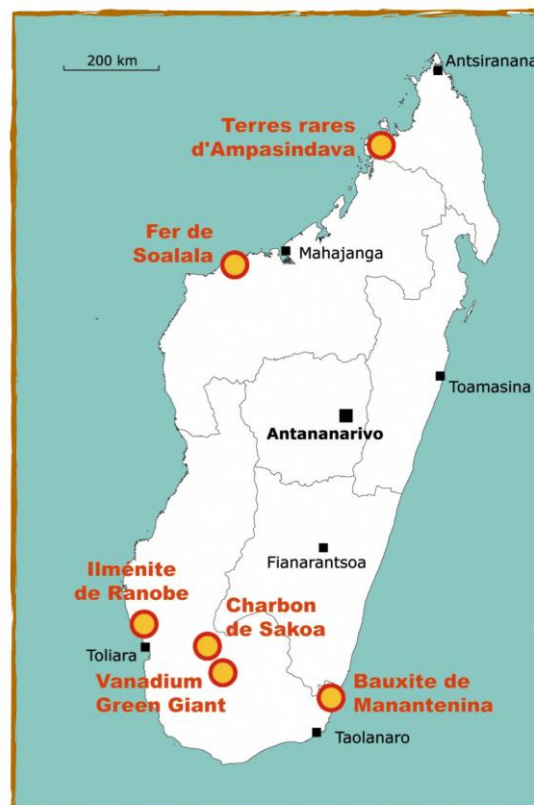 200 km
Antsiranana
Terres rares
d'Ampasindava
Fer de
Soalala
Mahajanga
Toamasina
Antananarivo
Fianarantsoa
Ilménite
de Ranobe
Charbon
de Sakoa
Toliara
Vanadium
Green Giant
Bauxite de
Manantenina
Taolanaro